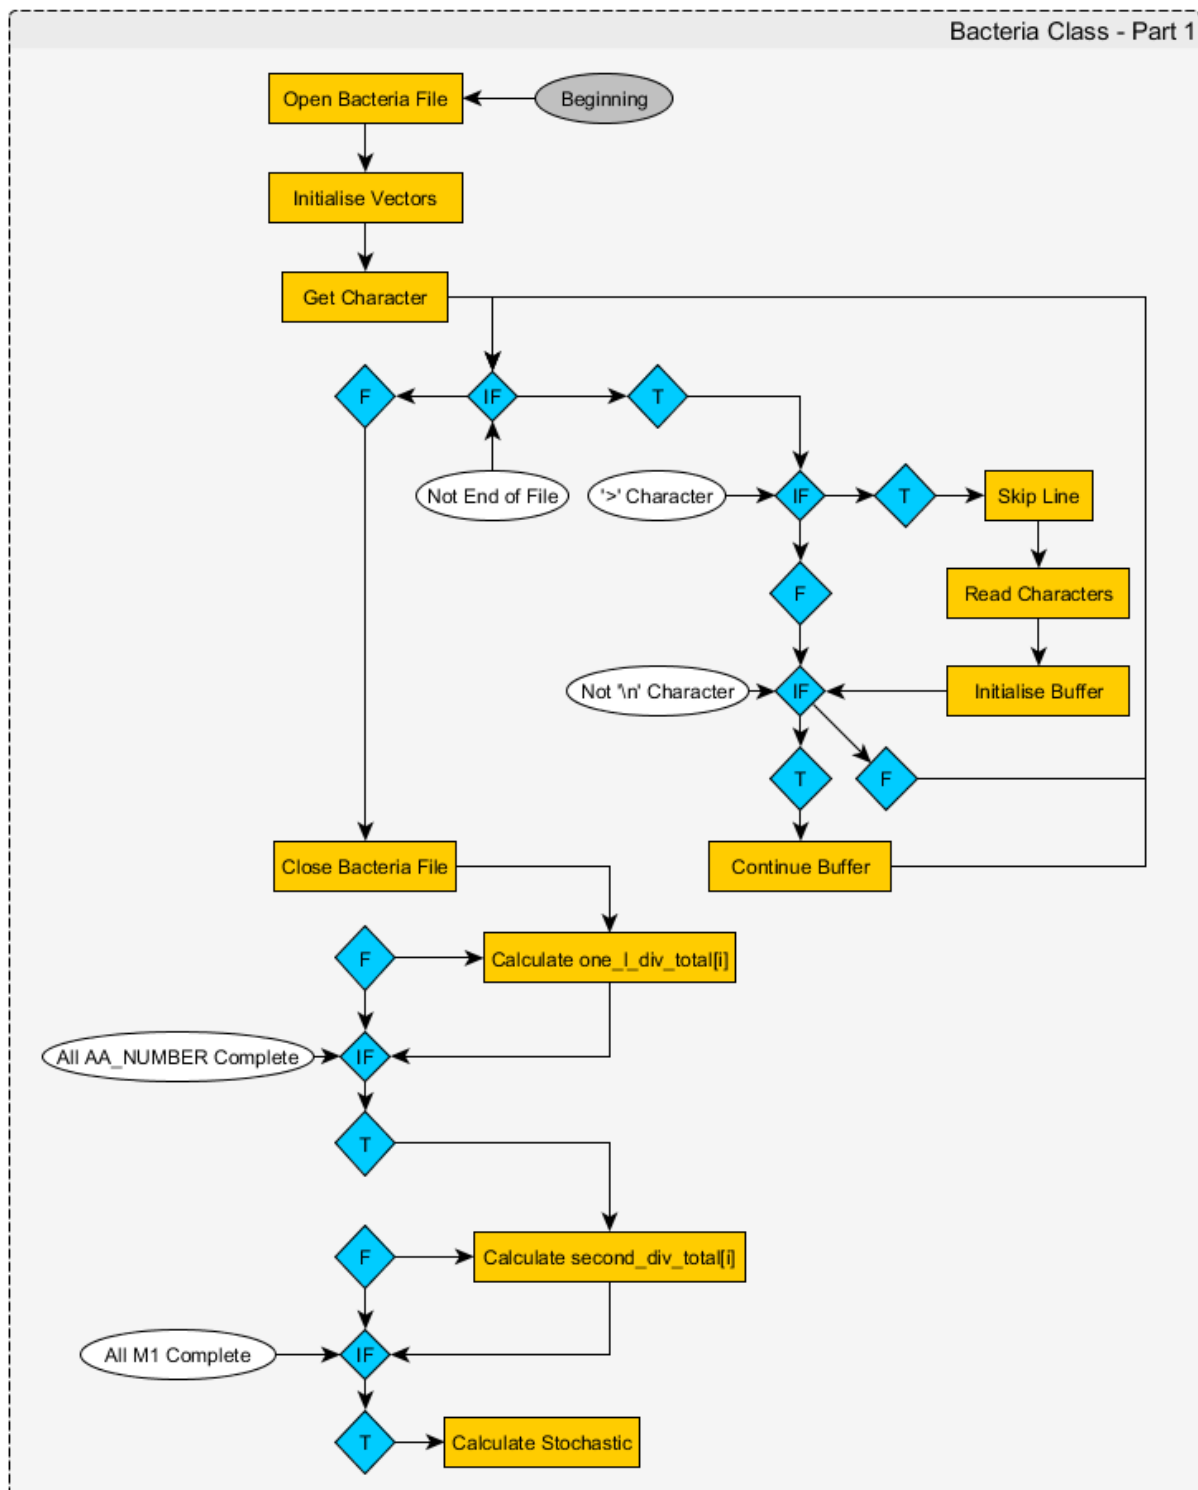 Bacteria Class - Part 1
Open Bacteria File
Beginning
Initialise Vectors
Get Character
F
IF
T
Not End of File
'>' Character
IF
T
Skip Line
F
Read Characters
Not '\n' Character
IF
Initialise Buffer
T
F
Close Bacteria File
Continue Buffer
F
Calculate one_l_div_total[i]
All AA_NUMBER Complete
IF
T
F
Calculate second_div_total[i]
All M1 Complete
IF
T
Calculate Stochastic